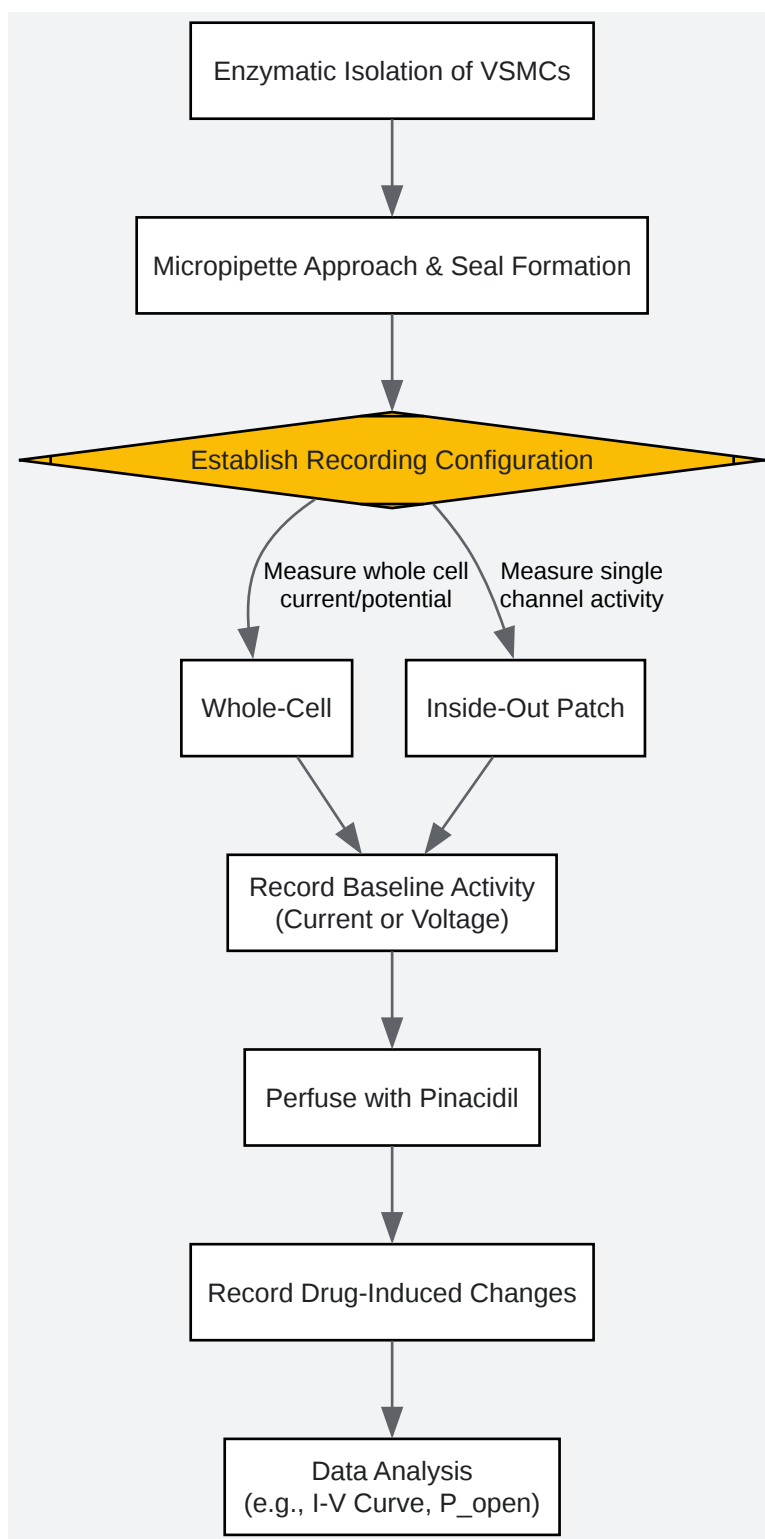 Enzymatic Isolation of VSMCs
Micropipette Approach & Seal Formation
Establish Recording Configuration
Measure whole cell
current/potential
Measure single
channel activity
Whole-Cell
Inside-Out Patch
Record Baseline Activity
(Current or Voltage)
Perfuse with Pinacidil
Record Drug-Induced Changes
Data Analysis
(e.g., I-V Curve, P_open)